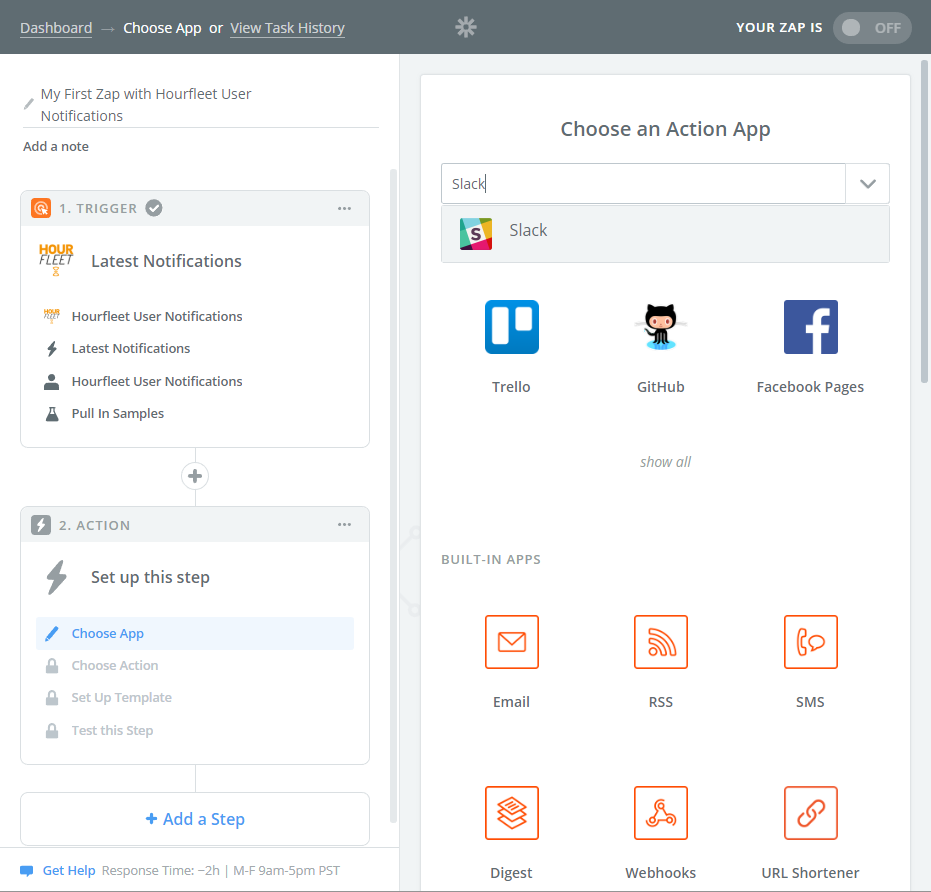 Dashboard → Choose App or View Task History
YOUR ZAP IS
OFF
My First Zap with Hourfleet User
Notifications
Add a note
1. TRIGGER
HOUR
FLEET
Latest Notifications
HOUR
FLEET
Hourfleet User Notifications
Latest Notifications
Hourfleet User Notifications
Pull In Samples
2. ACTION
Set up this step
Choose App
Choose Action
Set Up Template
Test this Step
+ Add a Step
Get Help Response Time: ~2h | M-F 9am-5pm PST
Choose an Action App
Slack
S
Slack
Trello
GitHub
Facebook Pages
show all
BUILT-IN APPS
Email
RSS
SMS
Digest
Webhooks
URL Shortener